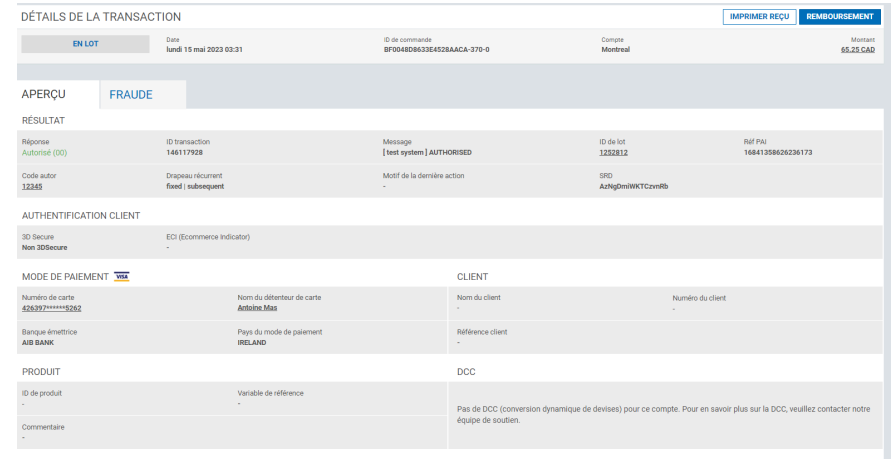 DÉTAILS DE LA TRANSACTION
IMPRIMER REÇU REMBOURSEMENT
EN LOT
Date
lundi 15 mai 2023 03:31
ID de commande
BF0048D8633E4528AACA-370-0
Compte
Montreal
Montant
65.25 CAD
APERÇU FRAUDE
RÉSULTAT
Réponse
Autorisé (00)
ID transaction
146117928
Message
[ test system ] AUTHORISED
ID de lot
1252812
Réf PAI
16841358626236173
Code autor
12345
Drapeau récurrent
fixed | subsequent
Motif de la dernière action
-
SRD
AzNgDmiWKTCzvnRb
AUTHENTIFICATION CLIENT
3D Secure
Non 3DSecure
ECI (Ecommerce Indicator)
-
MODE DE PAIEMENT VISA
Numéro de carte
426397******5262
Nom du détenteur de carte
Antoine Mas
Banque émettrice
AIB BANK
Pays du mode de paiement
IRELAND
CLIENT
Nom du client
-
Numéro du client
-
Référence client
-
PRODUIT
ID de produit
-
Variable de référence
-
Commentaire
-
DCC
Pas de DCC (conversion dynamique de devises) pour ce compte. Pour en savoir plus sur la DCC, veuillez contacter notre
équipe de soutien.